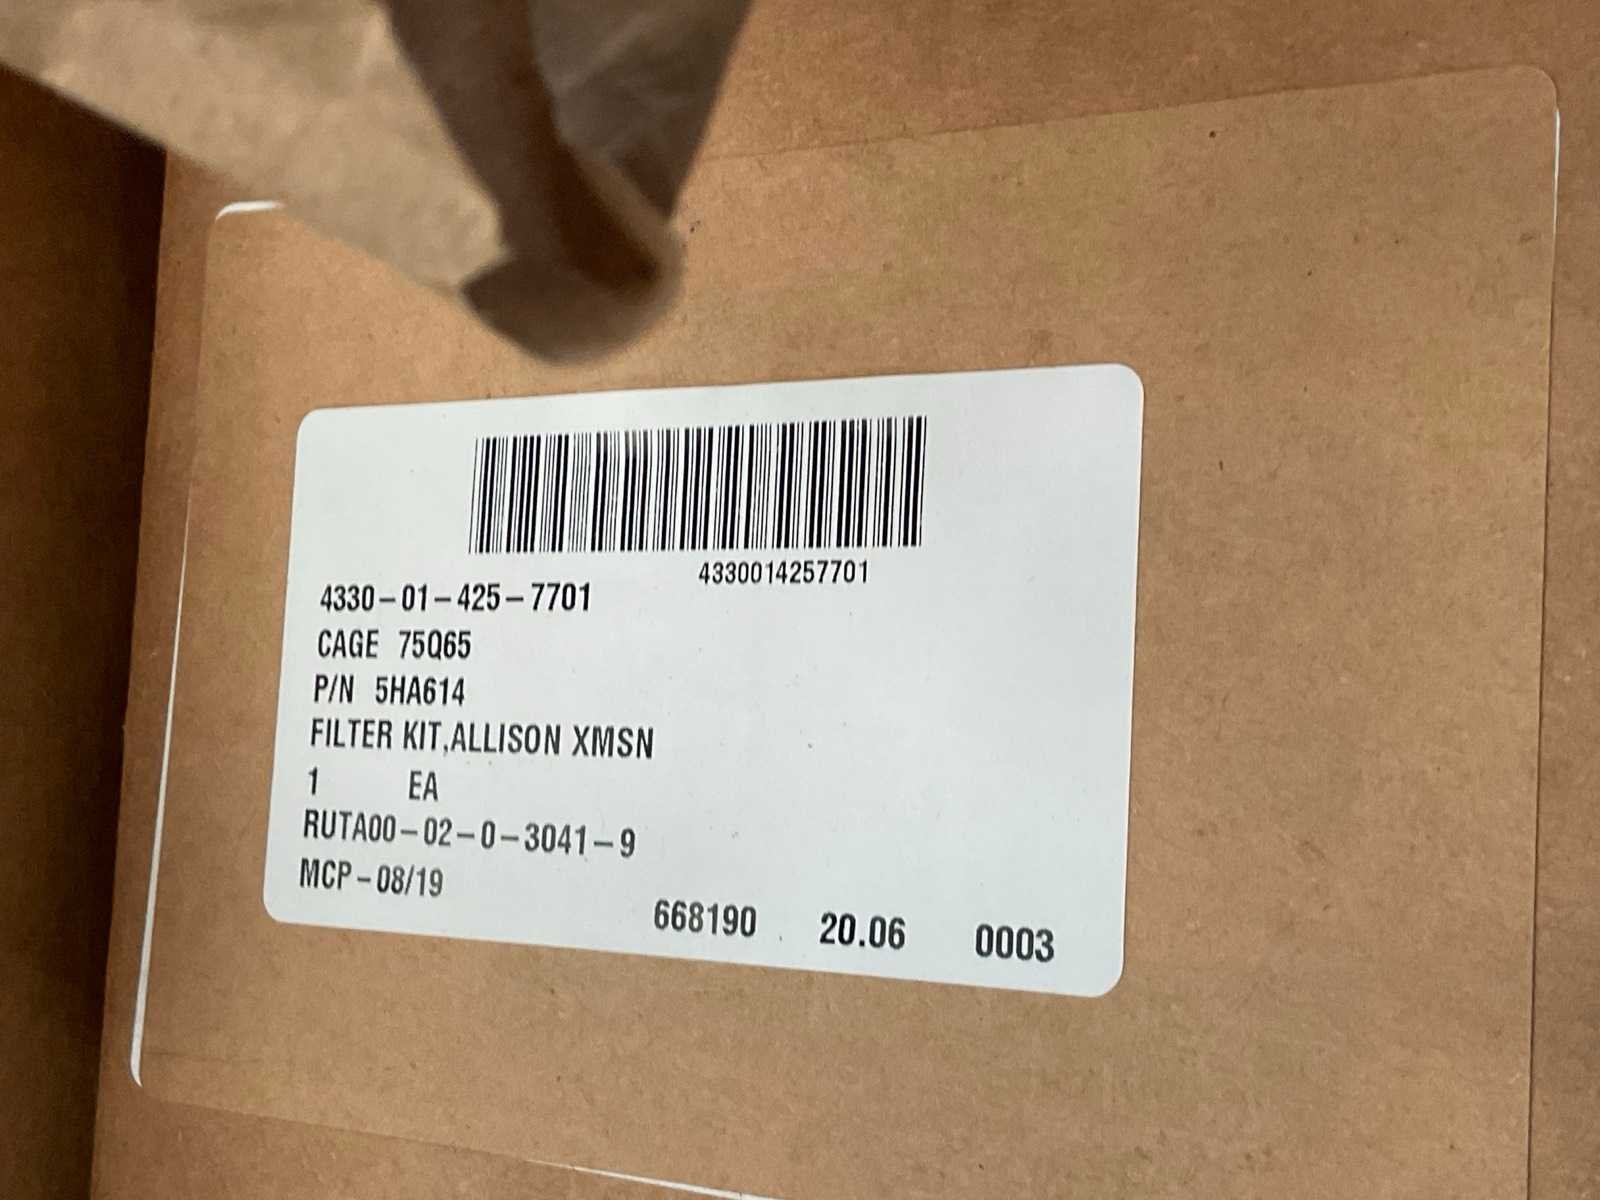 4330014257701
4330-01-425-7701
CAGE 75Q65
P/N 5HA614
FILTER KIT,ALLISON XMSN
1 EA
RUTA00-02-0-3041-9
MCP-08/19
668190 20.06 0003